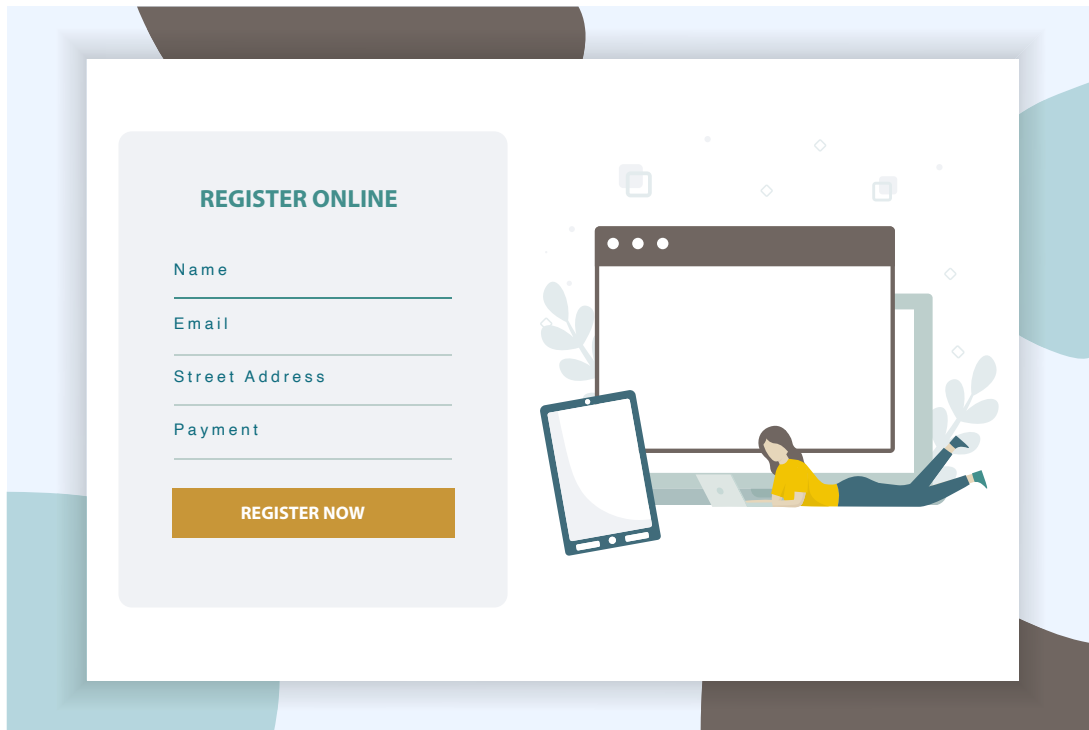 REGISTER ONLINE
Name
Email
Street Address
Payment
REGISTER NOW